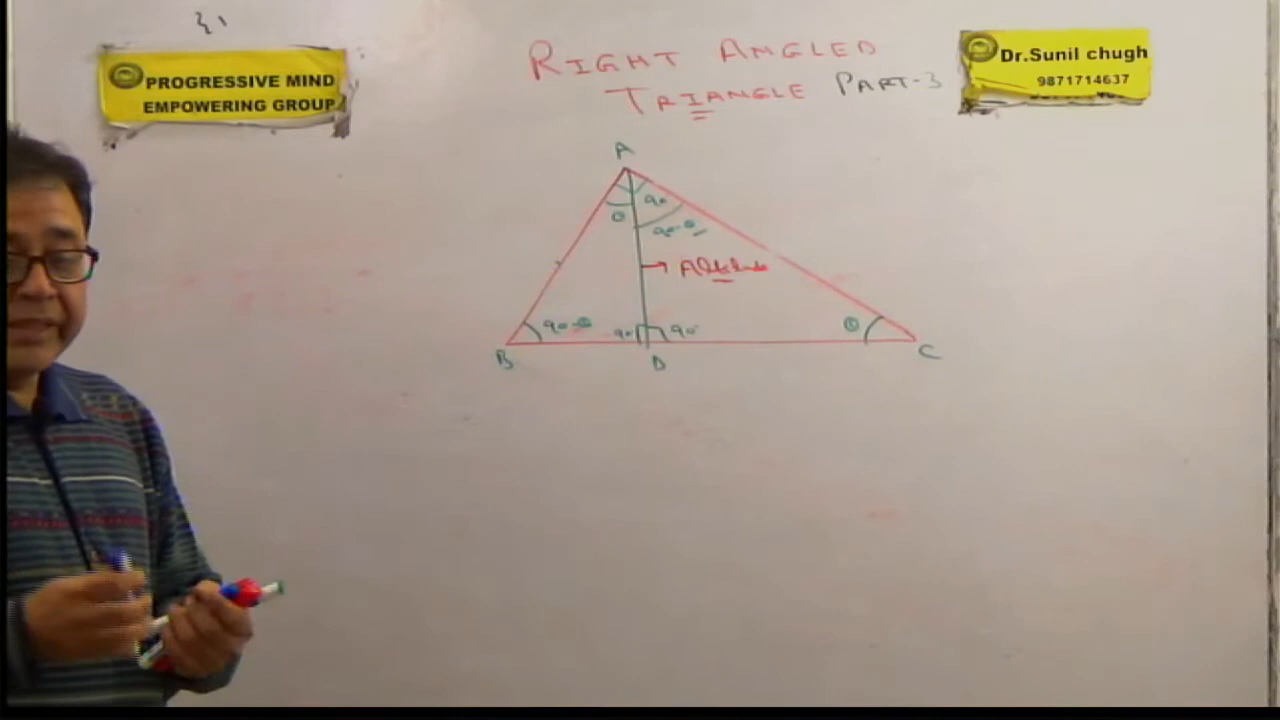 PROGRESSIVE MIND
EMPOWERING GROUP
RIGHT ANGLED
TRIANGLE PART-3
Dr.Sunil chugh
9871714637
A
90
θ
90-θ
Altitude
90-θ
90
90
θ
B
D
C